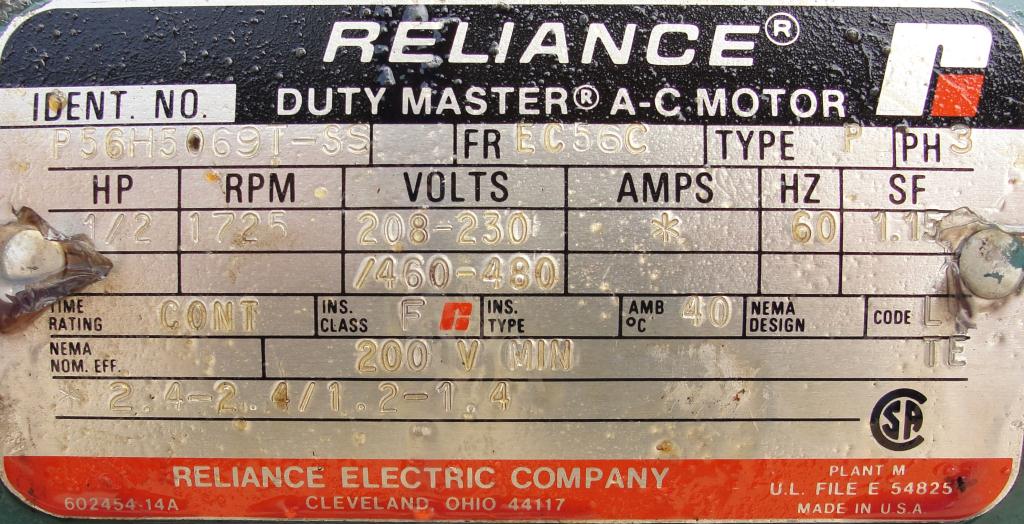 RELIANCE®
IDENT. NO. DUTY MASTER® A-C MOTOR
P56H5069T-SS FR EC56C TYPE P PH 3
HP RPM VOLTS AMPS HZ SF
1/2 1725 208-230 * 60 1.15
/460-480
TIME RATING CONT INS. CLASS F INS. TYPE AMB °C 40 NEMA DESIGN CODE L
NEMA NOM. EFF. 200 V MIN TE
* 2.4-2.4/1.2-1.4
CSA
RELIANCE ELECTRIC COMPANY
CLEVELAND, OHIO 44117
602454-14A
PLANT M
U.L. FILE E 54825
MADE IN U.S.A.